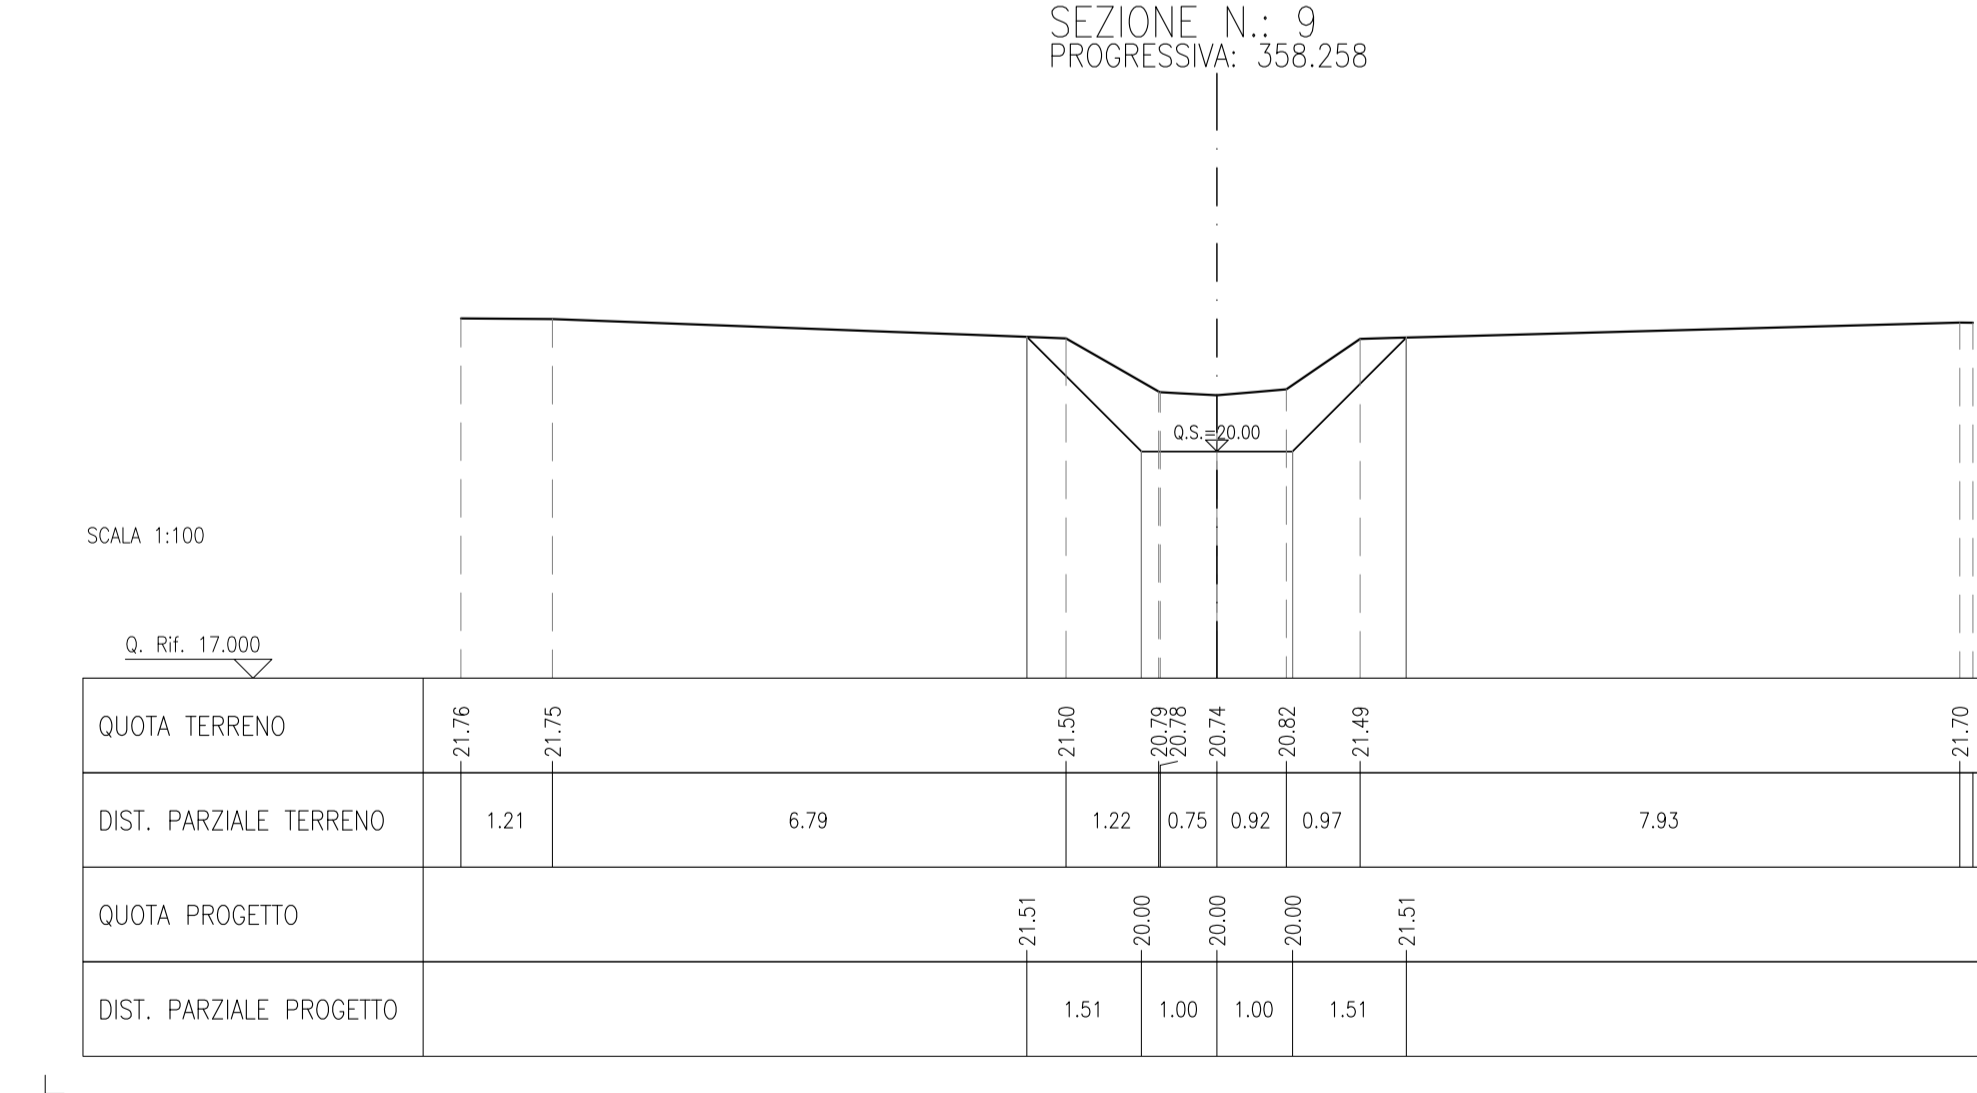 SEZIONE N.: 9
PROGRESSIVA: 358.258
Q.S.=20.00
SCALA 1:100
Q. Rif. 17.000
QUOTA TERRENO 21.76 21.75 21.50 20.79 20.78 20.74 20.82 21.49 21.70
DIST. PARZIALE TERRENO 1.21 6.79 1.22 0.75 0.92 0.97 7.93
QUOTA PROGETTO 21.51 20.00 20.00 20.00 21.51
DIST. PARZIALE PROGETTO 1.51 1.00 1.00 1.51